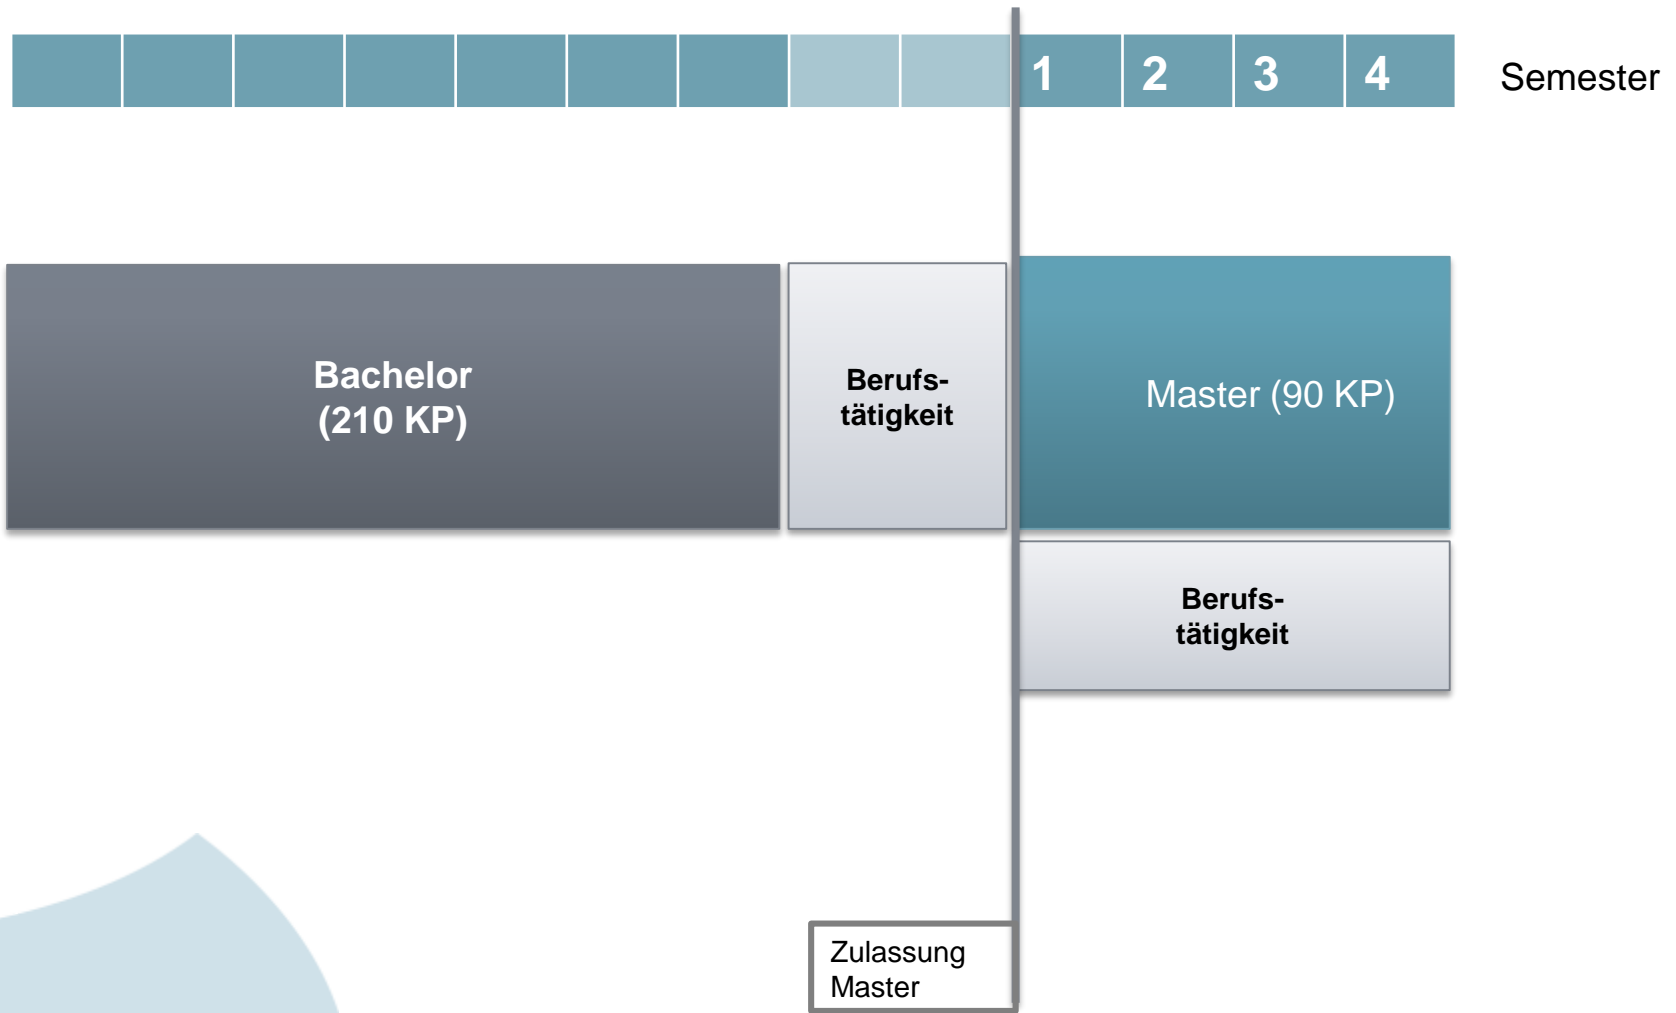 1 2 3 4 Semester
Bachelor
(210 KP)
Berufs-
tätigkeit
Master (90 KP)
Berufs-
tätigkeit
Zulassung
Master